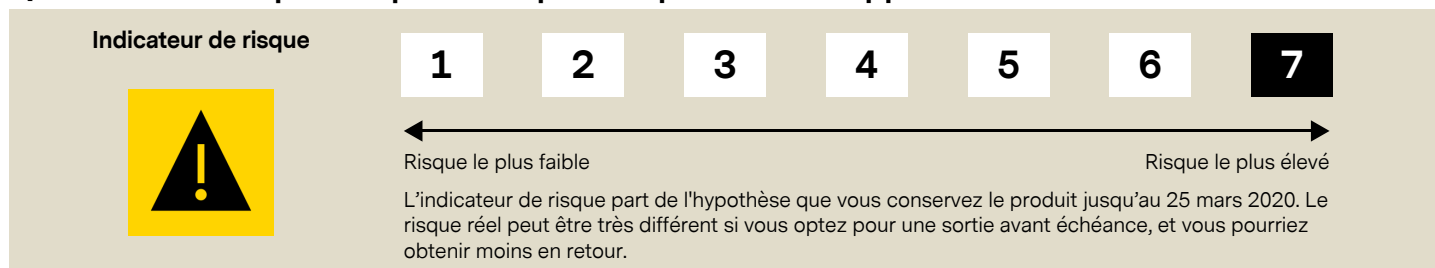 Indicateur de risque
1 2 3 4 5 6 7
Risque le plus faible
Risque le plus élevé
L’indicateur de risque part de l'hypothèse que vous conservez le produit jusqu’au 25 mars 2020. Le
risque réel peut être très différent si vous optez pour une sortie avant échéance, et vous pourriez
obtenir moins en retour.